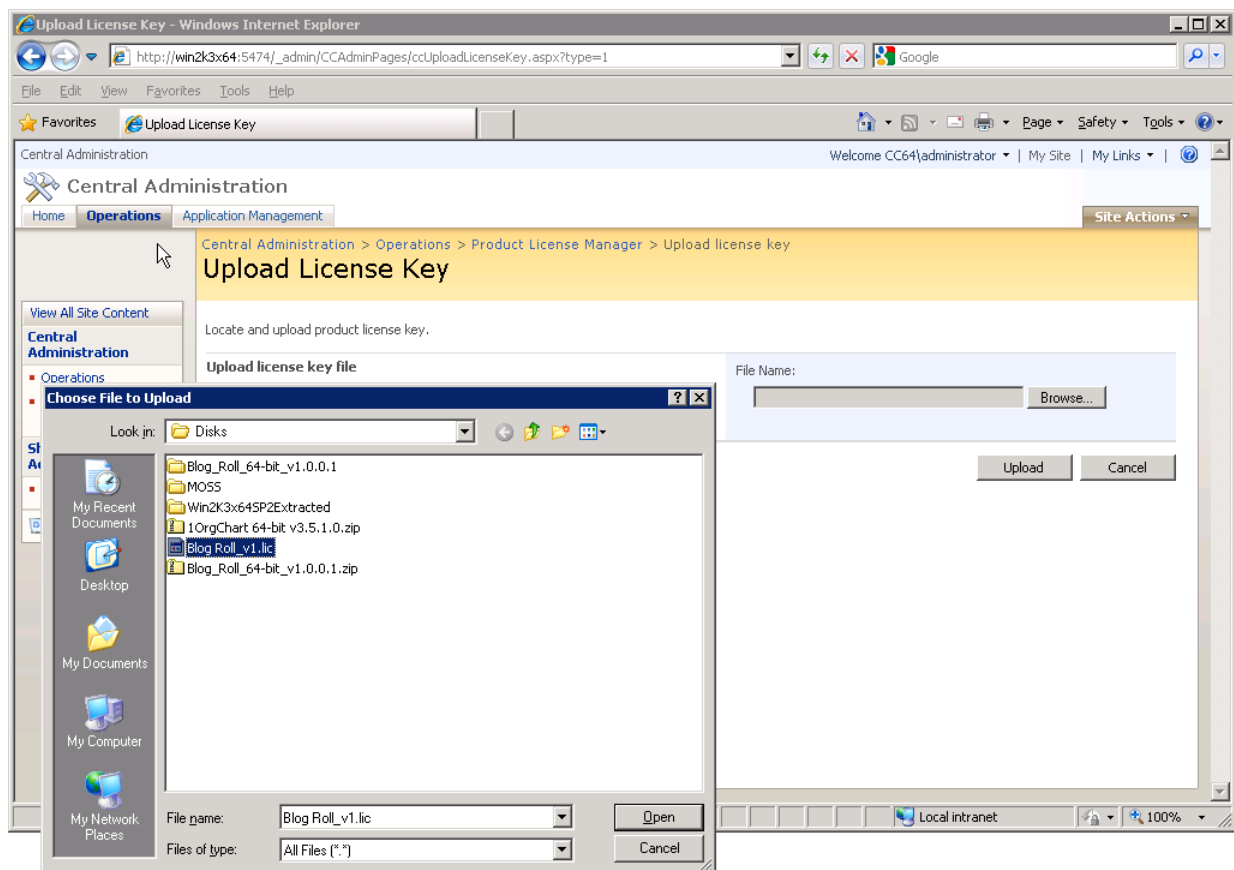 Upload License Key - Windows Internet Explorer
http://win2k3x64:5474/_admin/CCAdminPages/ccUploadLicenseKey.aspx?type=1
Google
File Edit View Favorites Tools Help
Favorites
Upload License Key
Page Safety Tools
Central Administration
Welcome CC64\administrator | My Site | My Links |
Central Administration
Home Operations Application Management
Site Actions
Central Administration > Operations > Product License Manager > Upload license key
Upload License Key
View All Site Content
Central
Administration
Operations
Locate and upload product license key.
Upload license key file
File Name:
Browse...
Upload Cancel
Choose File to Upload
Look in: Disks
My Recent
Documents
Desktop
My Documents
My Computer
My Network
Places
Blog_Roll_64-bit_v1.0.0.1
MOSS
Win2K3x64SP2Extracted
1OrgChart 64-bit v3.5.1.0.zip
Blog Roll_v1.lic
Blog_Roll_64-bit_v1.0.0.1.zip
File name: Blog Roll_v1.lic Open
Files of type: All Files (*.*) Cancel
Local intranet
100%